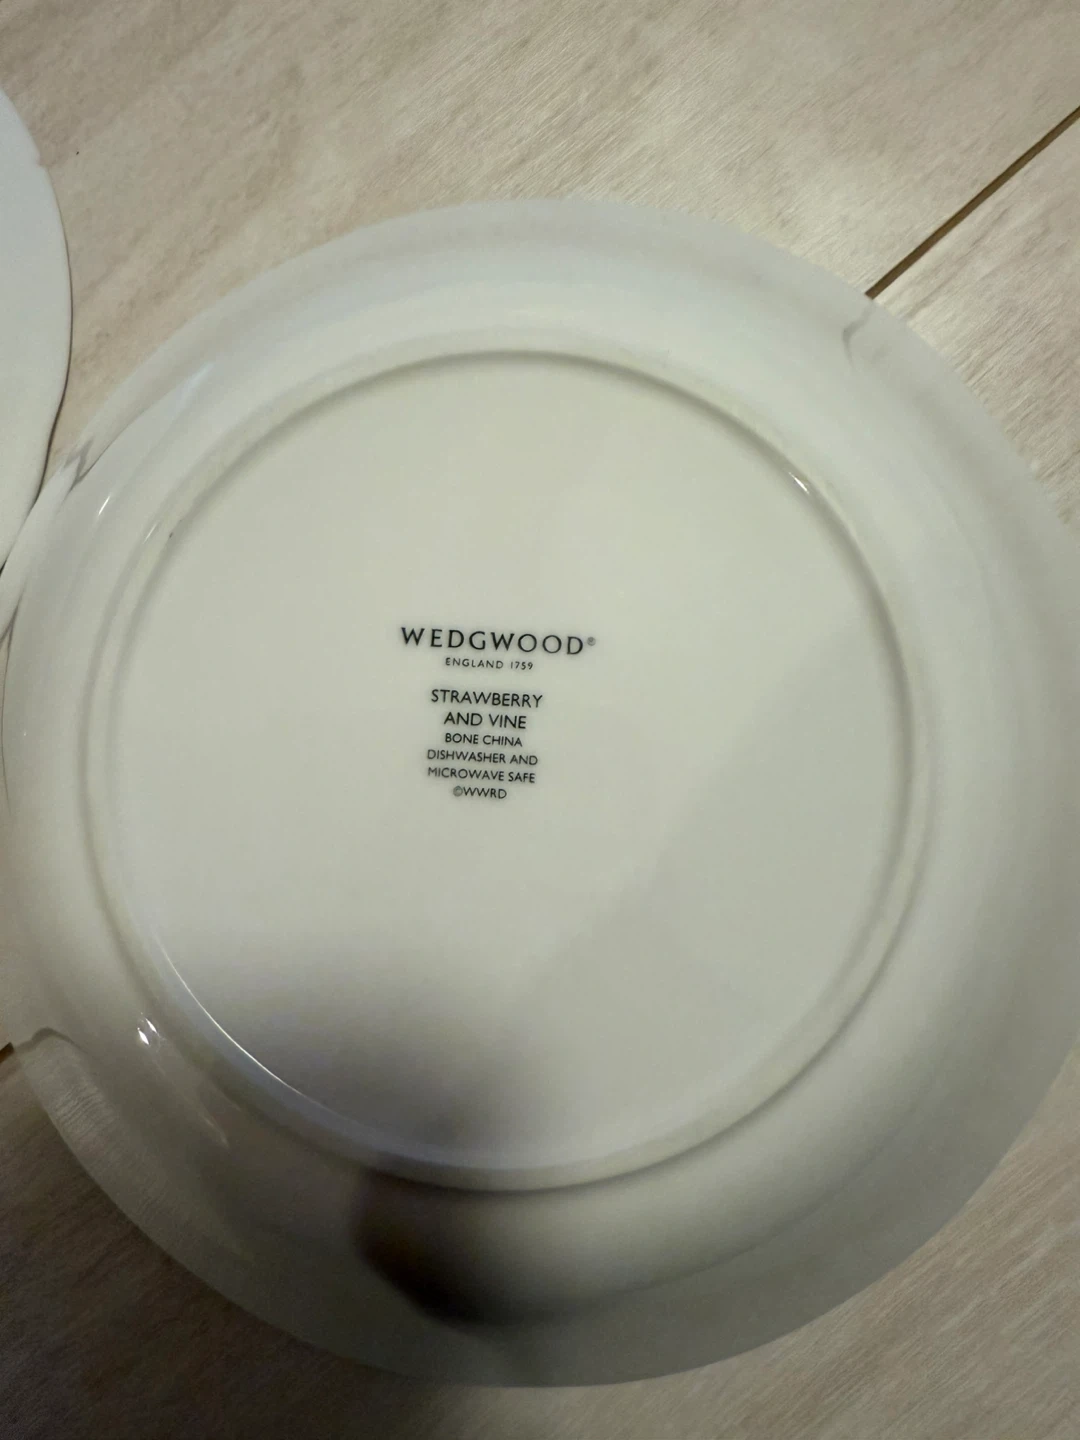 WEDGWOOD®
ENGLAND 1759
STRAWBERRY
AND VINE
BONE CHINA
DISHWASHER AND
MICROWAVE SAFE
©WWRD